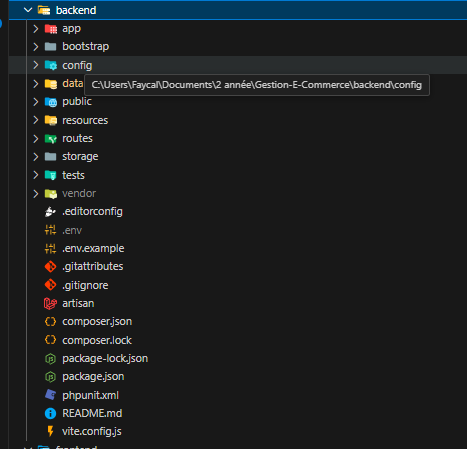 backend
app
bootstrap
config
data
C:\Users\Faycal\Documents\2 année\Gestion-E-Commerce\backend\config
public
resources
routes
storage
tests
vendor
.editorconfig
.env
.env.example
.gitattributes
.gitignore
artisan
composer.json
composer.lock
package-lock.json
package.json
phpunit.xml
README.md
vite.config.js
frontend